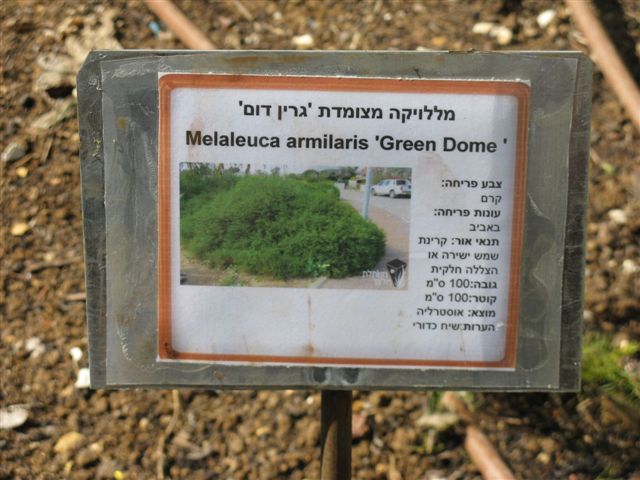 מללויקה מצומדת 'גרין דום'
Melaleuca armilaris 'Green Dome '
צבע פריחה:
קרם
עונות פריחה:
באביב
תנאי אור: קרינת
שמש ישירה או
הצללה חלקית
גובה:100 ס"מ
קוטר:100 ס"מ
מוצא: אוסטרליה
הערות:שיח כדורי